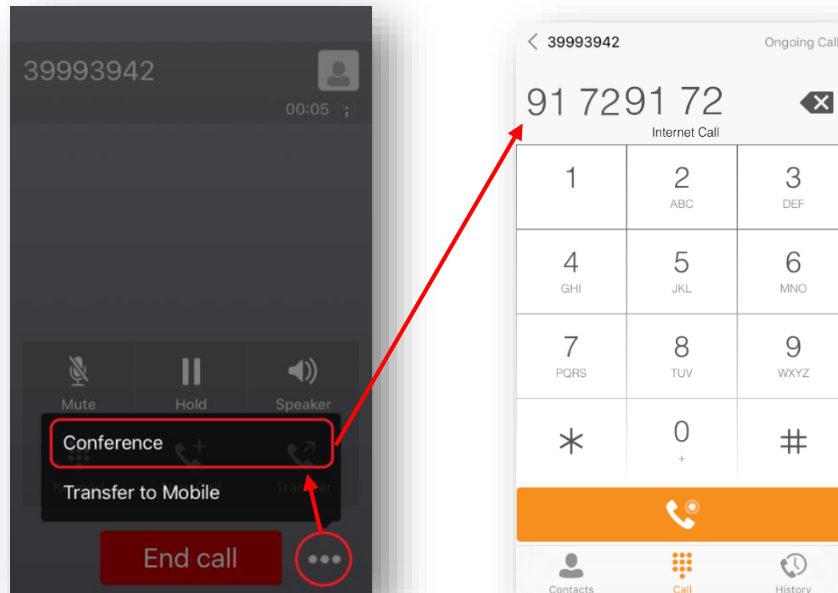 39993942
00:05
Mute Hold Speaker
Conference
Transfer to Mobile
End call
39993942 Ongoing Call
91 7291 72
Internet Call
1 2 3
ABC DEF
4 5 6
GHI JKL MNO
7 8 9
PQRS TUV WXYZ
* 0 #
+
Contacts Call History